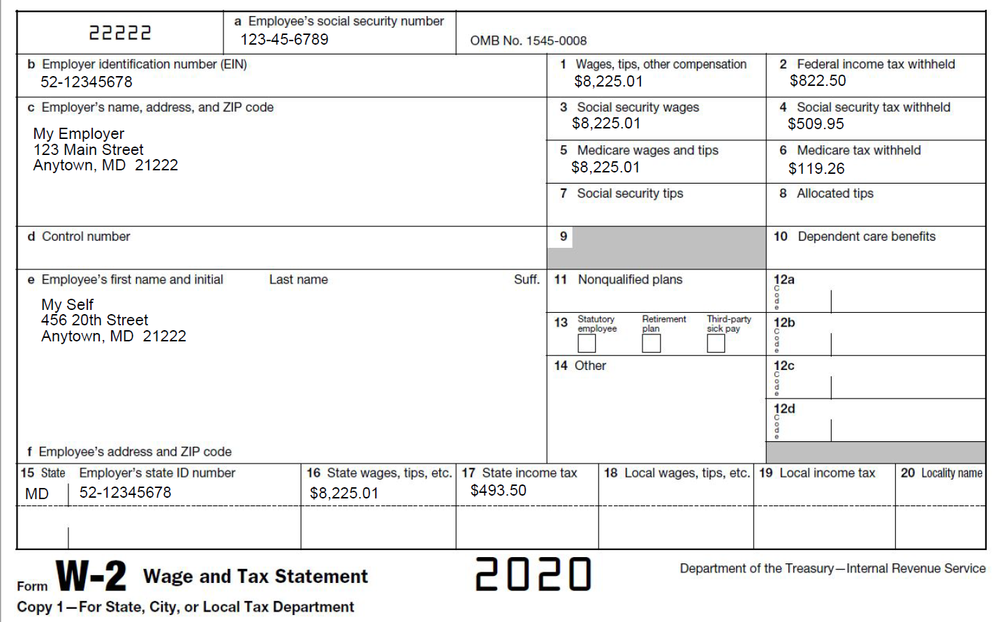 22222
a Employee's social security number
123-45-6789
OMB No. 1545-0008
b Employer identification number (EIN)
52-12345678
1 Wages, tips, other compensation
$8,225.01
2 Federal income tax withheld
$822.50
c Employer's name, address, and ZIP code
My Employer
123 Main Street
Anytown, MD 21222
3 Social security wages
$8,225.01
4 Social security tax withheld
$509.95
5 Medicare wages and tips
$8,225.01
6 Medicare tax withheld
$119.26
7 Social security tips
8 Allocated tips
d Control number
9
10 Dependent care benefits
e Employee's first name and initial Last name Suff.
My Self
456 20th Street
Anytown, MD 21222
f Employee's address and ZIP code
11 Nonqualified plans
12a
Code
13 Statutory employee
Retirement plan
Third-party sick pay
12b
Code
14 Other
12c
Code
12d
Code
15 State Employer's state ID number
MD 52-12345678
16 State wages, tips, etc.
$8,225.01
17 State income tax
$493.50
18 Local wages, tips, etc.
19 Local income tax
20 Locality name
Form W-2 Wage and Tax Statement
2020
Department of the Treasury—Internal Revenue Service
Copy 1—For State, City, or Local Tax Department